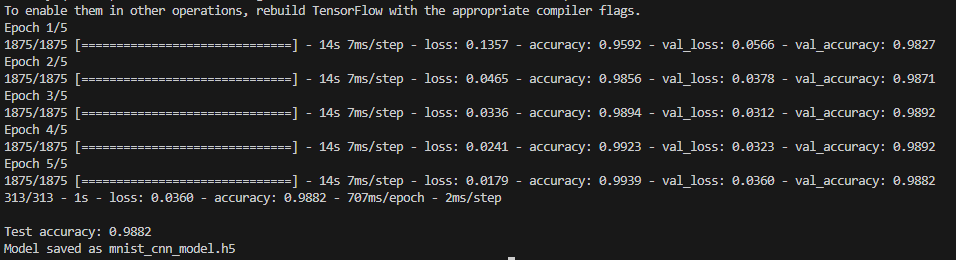 To enable them in other operations, rebuild TensorFlow with the appropriate compiler flags.
Epoch 1/5
1875/1875 [==============================] - 14s 7ms/step - loss: 0.1357 - accuracy: 0.9592 - val_loss: 0.0566 - val_accuracy: 0.9827
Epoch 2/5
1875/1875 [==============================] - 14s 7ms/step - loss: 0.0465 - accuracy: 0.9856 - val_loss: 0.0378 - val_accuracy: 0.9871
Epoch 3/5
1875/1875 [==============================] - 14s 7ms/step - loss: 0.0336 - accuracy: 0.9894 - val_loss: 0.0312 - val_accuracy: 0.9892
Epoch 4/5
1875/1875 [==============================] - 14s 7ms/step - loss: 0.0241 - accuracy: 0.9923 - val_loss: 0.0323 - val_accuracy: 0.9892
Epoch 5/5
1875/1875 [==============================] - 14s 7ms/step - loss: 0.0179 - accuracy: 0.9939 - val_loss: 0.0360 - val_accuracy: 0.9882
313/313 - 1s - loss: 0.0360 - accuracy: 0.9882 - 707ms/epoch - 2ms/step

Test accuracy: 0.9882
Model saved as mnist_cnn_model.h5